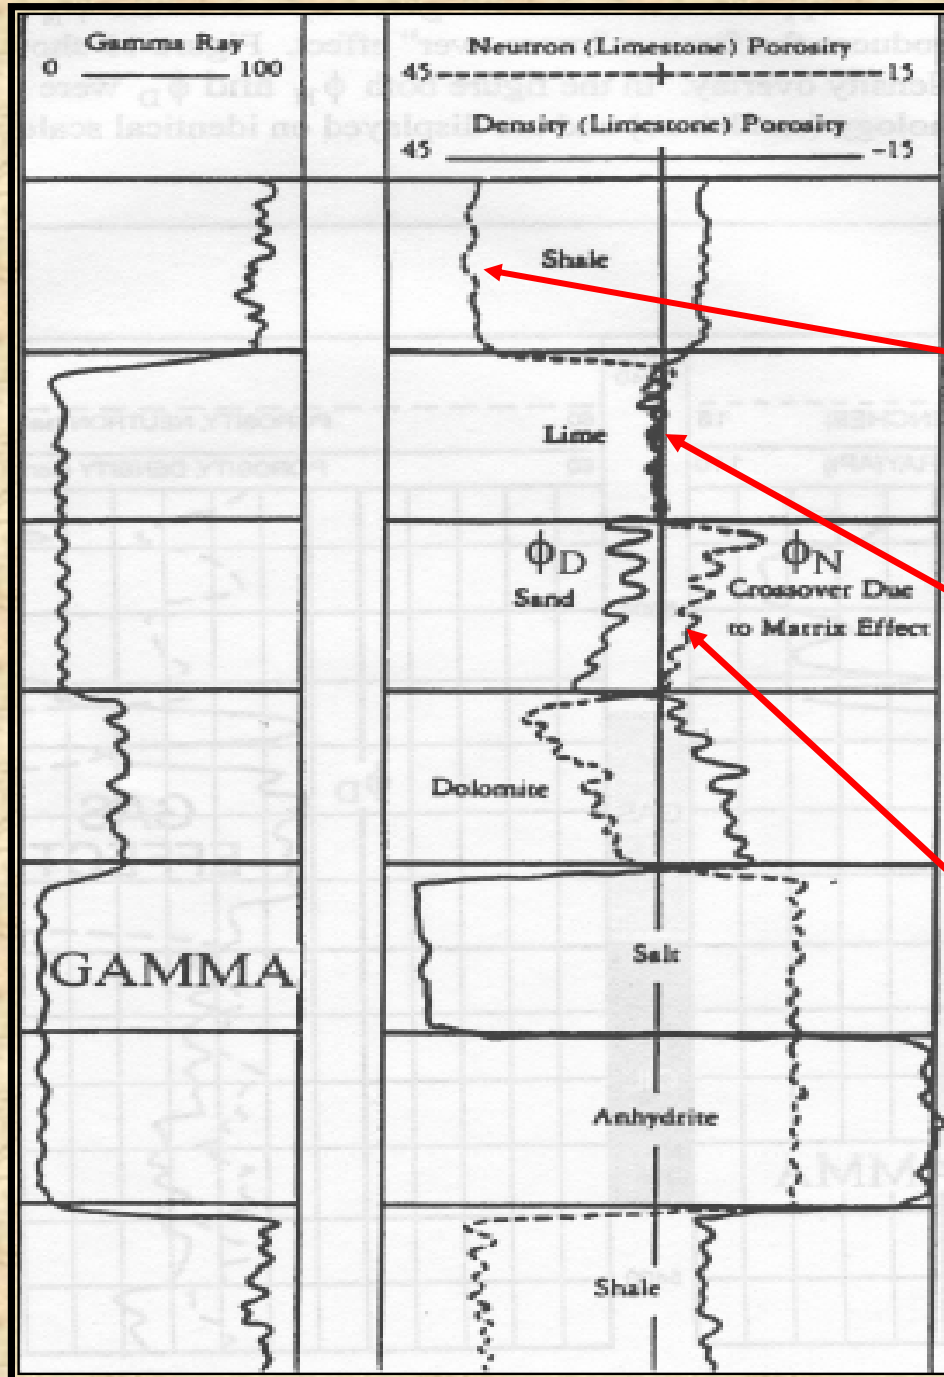 Gamma Ray
0 100
Neutron (Limestone) Porosity
45 -15
Density (Limestone) Porosity
45 -15
Shale
Lime
ϕD
ϕN
Sand
Crossover Due
to Matrix Effect
Dolomite
Salt
GAMMA
Anhydrite
Shale